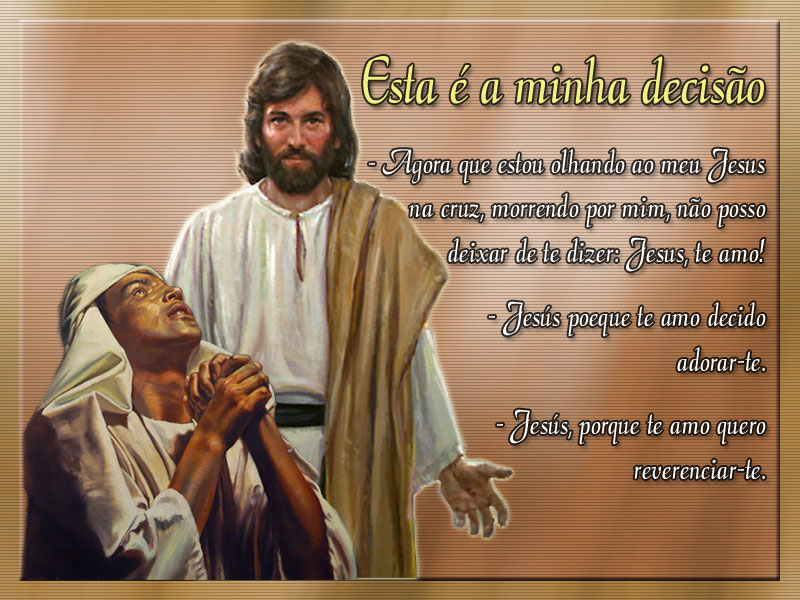 Esta é a minha decisão
- Agora que estou olhando ao meu Jesus
na cruz, morrendo por mim, não posso
deixar de te dizer: Jesus, te amo!
- Jesús poeque te amo decido
adorar-te.
- Jesús, porque te amo quero
reverenciar-te.